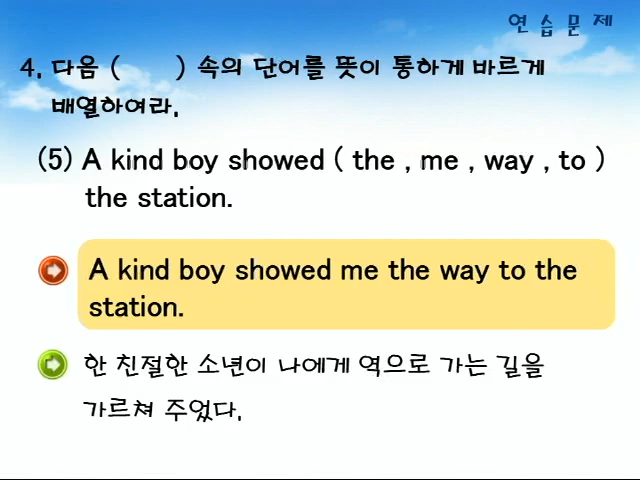 연습문제
4. 다음 (    ) 속의 단어를 뜻이 통하게 바르게
배열하여라.
(5) A kind boy showed ( the , me , way , to )
the station.
A kind boy showed me the way to the
station.
한 친절한 소년이 나에게 역으로 가는 길을
가르쳐 주었다.